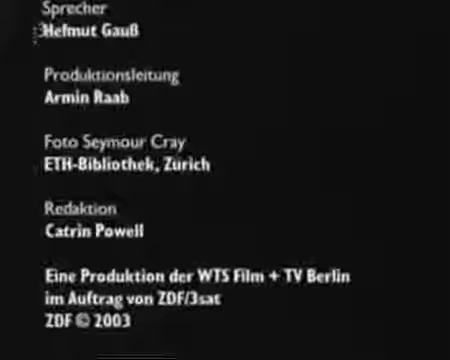 Sprecher
Helmut Gauß
Produktionsleitung
Armin Raab
Foto Seymour Cray
ETH-Bibliothek, Zürich
Redaktion
Catrin Powell
Eine Produktion der WTS Film + TV Berlin
im Auftrag von ZDF/3sat
ZDF © 2003